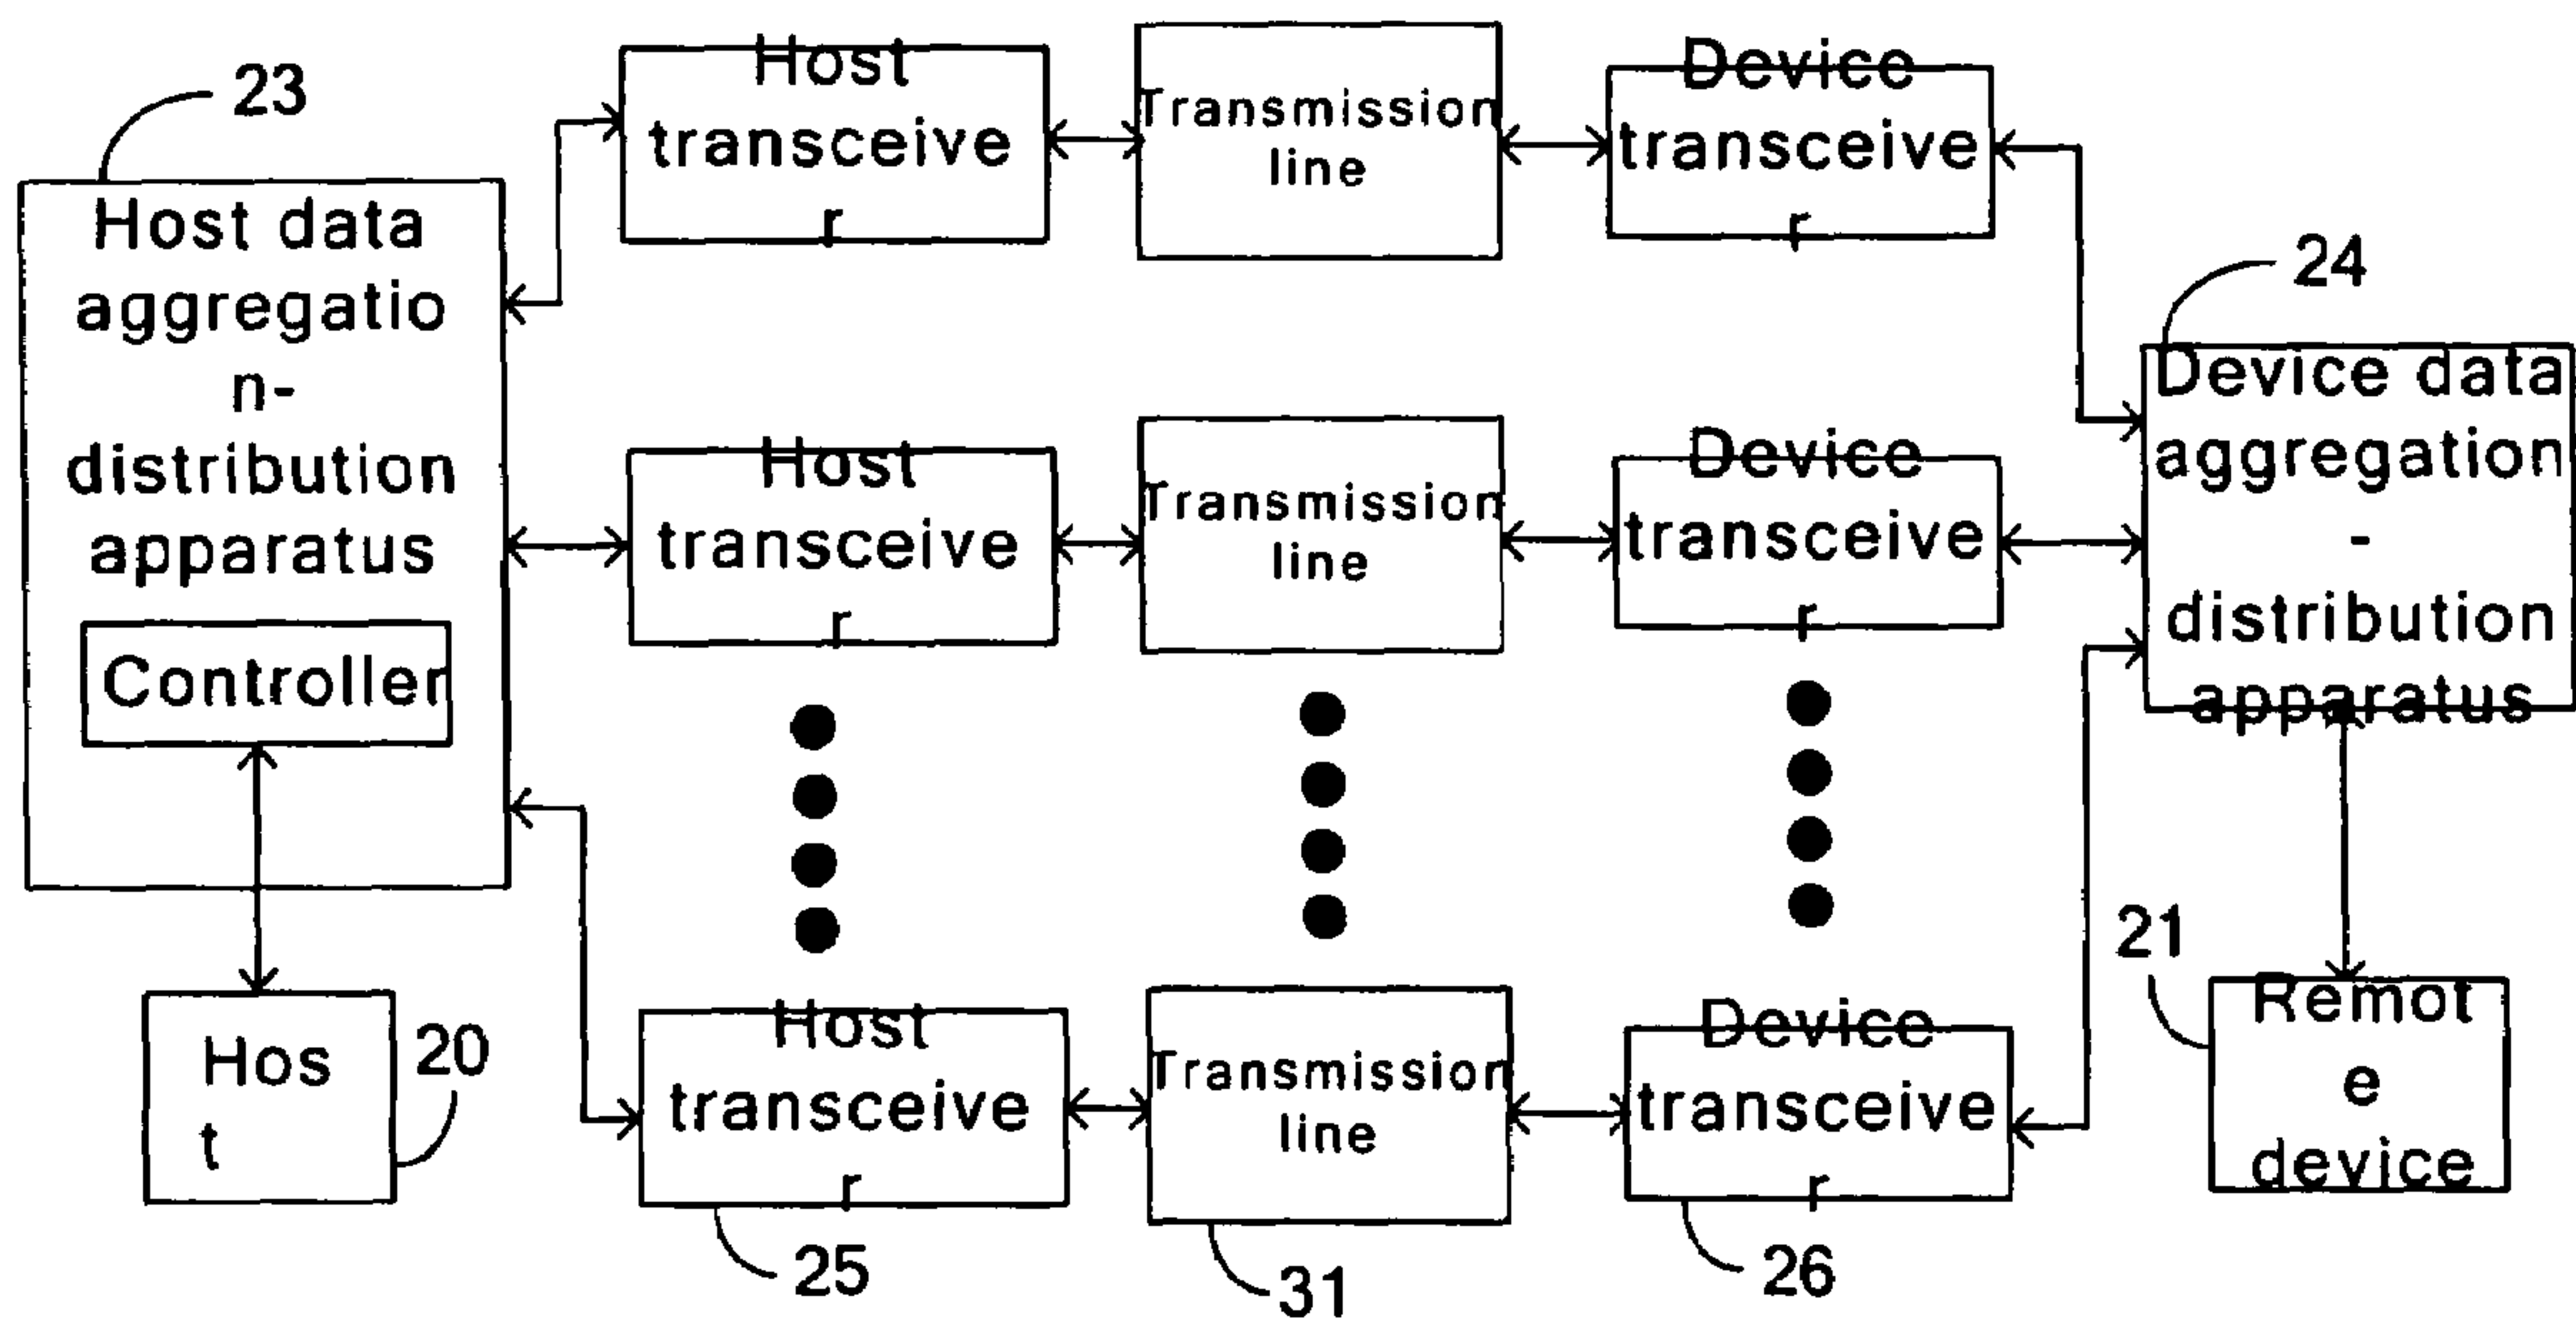 23
Host data
aggregatio
n-
distribution
apparatus
Controller
Hos
t
20
Host
transceive
r
Transmission
line
Device
transceive
r
Host
transceive
r
Transmission
line
Device
transceive
r
Host
transceive
r
25
Transmission
line
31
Device
transceive
r
26
24
Device data
aggregation
-
distribution
apparatus
21
Remot
e
device